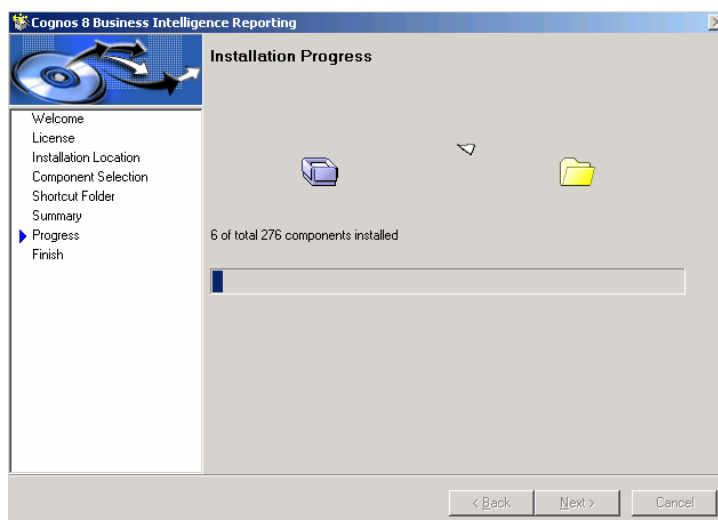 Cognos 8 Business Intelligence Reporting
Installation Progress
Welcome
License
Installation Location
Component Selection
Shortcut Folder
Summary
Progress
Finish
6 of total 276 components installed
< Back
Next >
Cancel